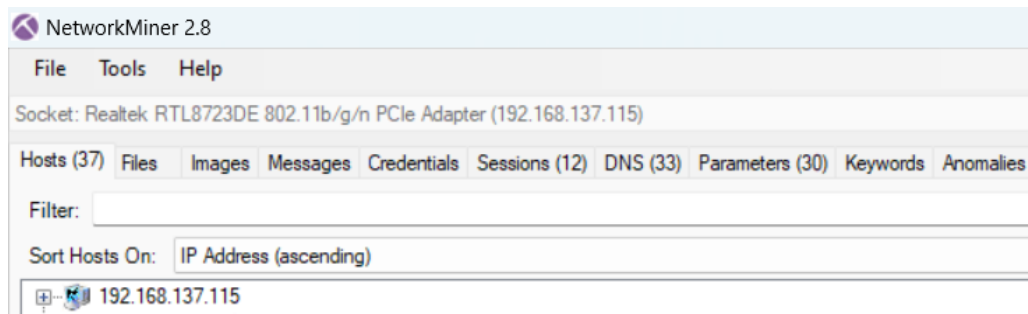 NetworkMiner 2.8
File Tools Help
Socket: Realtek RTL8723DE 802.11b/g/n PCIe Adapter (192.168.137.115)
Hosts (37) Files Images Messages Credentials Sessions (12) DNS (33) Parameters (30) Keywords Anomalies
Filter:
Sort Hosts On: IP Address (ascending)
192.168.137.115